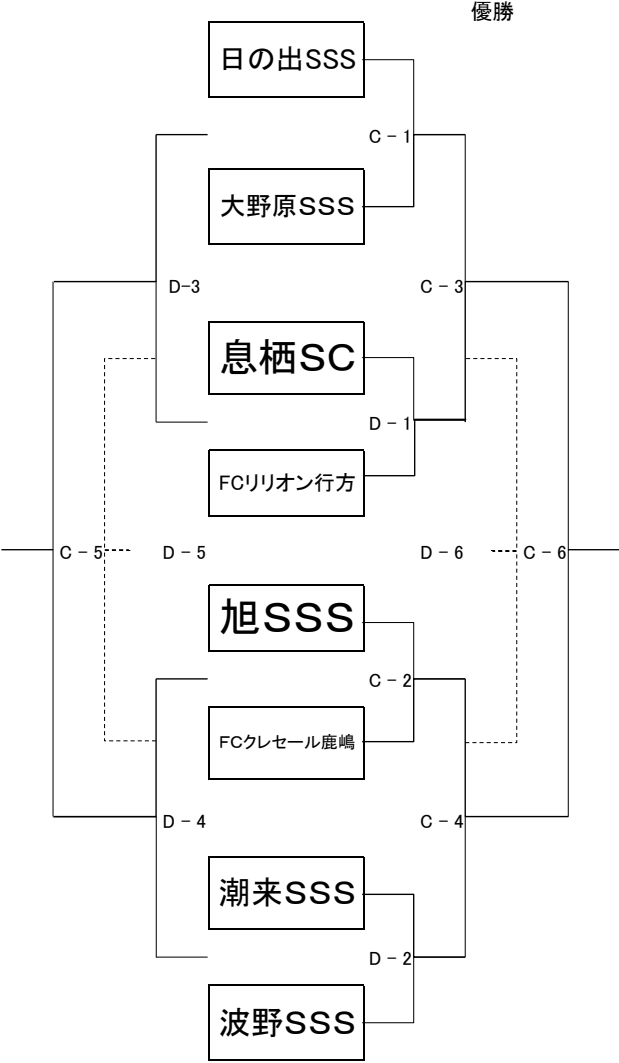 優勝
日の出SSS
C－1
大野原SSS
D-3
C－3
息栖SC
D－1
FCリリオン行方
C－5
D－5
D－6
C－6
旭SSS
C－2
FCクレセール鹿嶋
D－4
C－4
潮来SSS
D－2
波野SSS